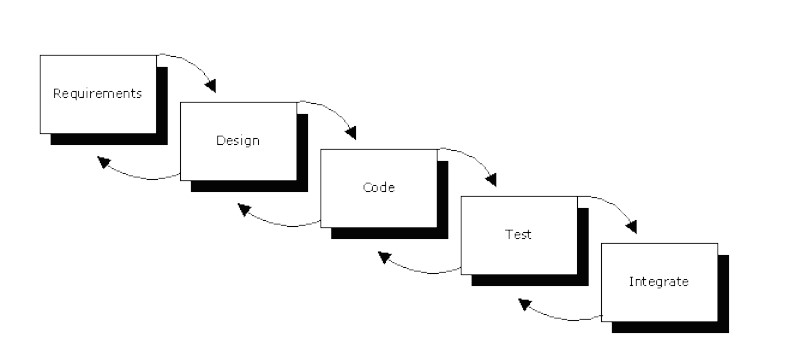 Requirements
Design
Code
Test
Integrate